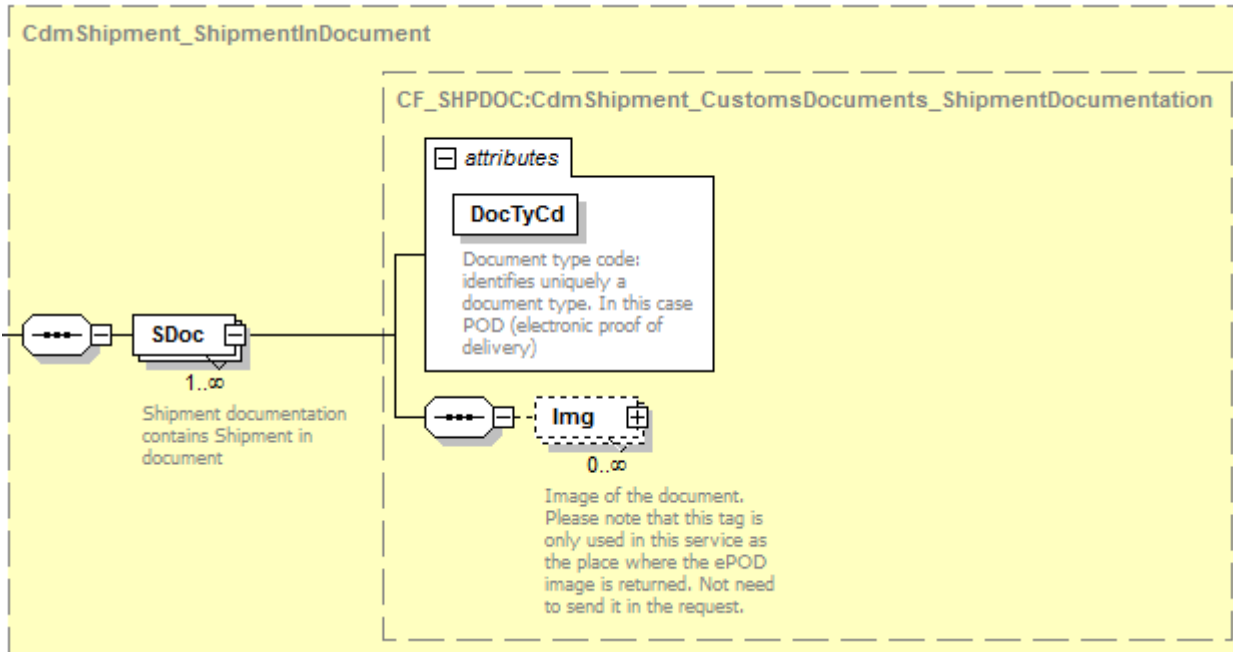 CdmShipment_ShipmentInDocument
CF_SHPDOC:CdmShipment_CustomsDocuments_ShipmentDocumentation
attributes
DocTyCd
Document type code:
identifies uniquely a
document type. In this case
POD (electronic proof of
delivery)
SDoc
1..∞
Shipment documentation
contains Shipment in
document
Img
0..∞
Image of the document.
Please note that this tag is
only used in this service as
the place where the ePOD
image is returned. Not need
to send it in the request.